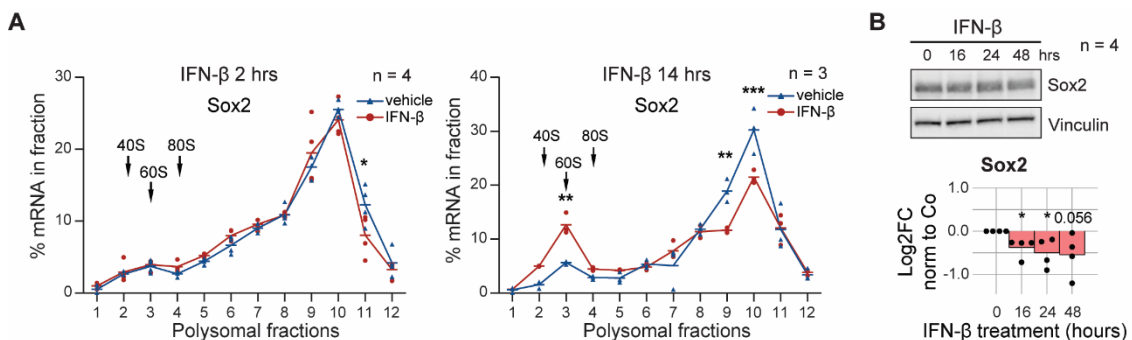 A
IFN-β 2 hrs
n = 4
Sox2
vehicle
IFN-β
% mRNA in fraction
30
20
10
0
40S
60S
80S
*
1 2 3 4 5 6 7 8 9 10 11 12
Polysomal fractions
IFN-β 14 hrs
n = 3
Sox2
vehicle
IFN-β
% mRNA in fraction
40
30
20
10
0
40S
60S
80S
**
**
***
1 2 3 4 5 6 7 8 9 10 11 12
Polysomal fractions
B
IFN-β
0 16 24 48 hrs
n = 4
Sox2
Vinculin
Sox2
Log2FC
norm to Co
1.0
0.0
-1.0
* * 0.056
0 16 24 48
IFN-β treatment (hours)